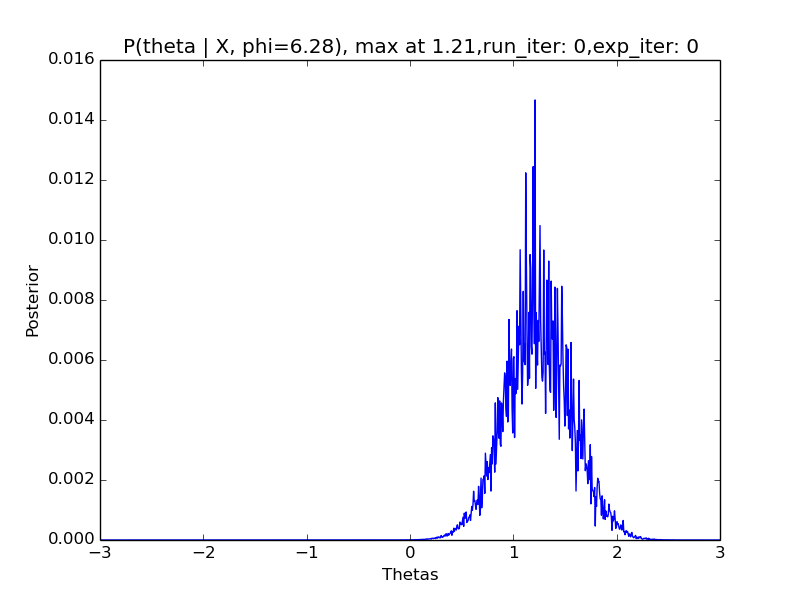 P(theta | X, phi=6.28), max at 1.21,run_iter: 0,exp_iter: 0
0.016
0.014
0.012
0.010
0.008
0.006
0.004
0.002
0.000
Posterior
−3 −2 −1 0 1 2 3
Thetas